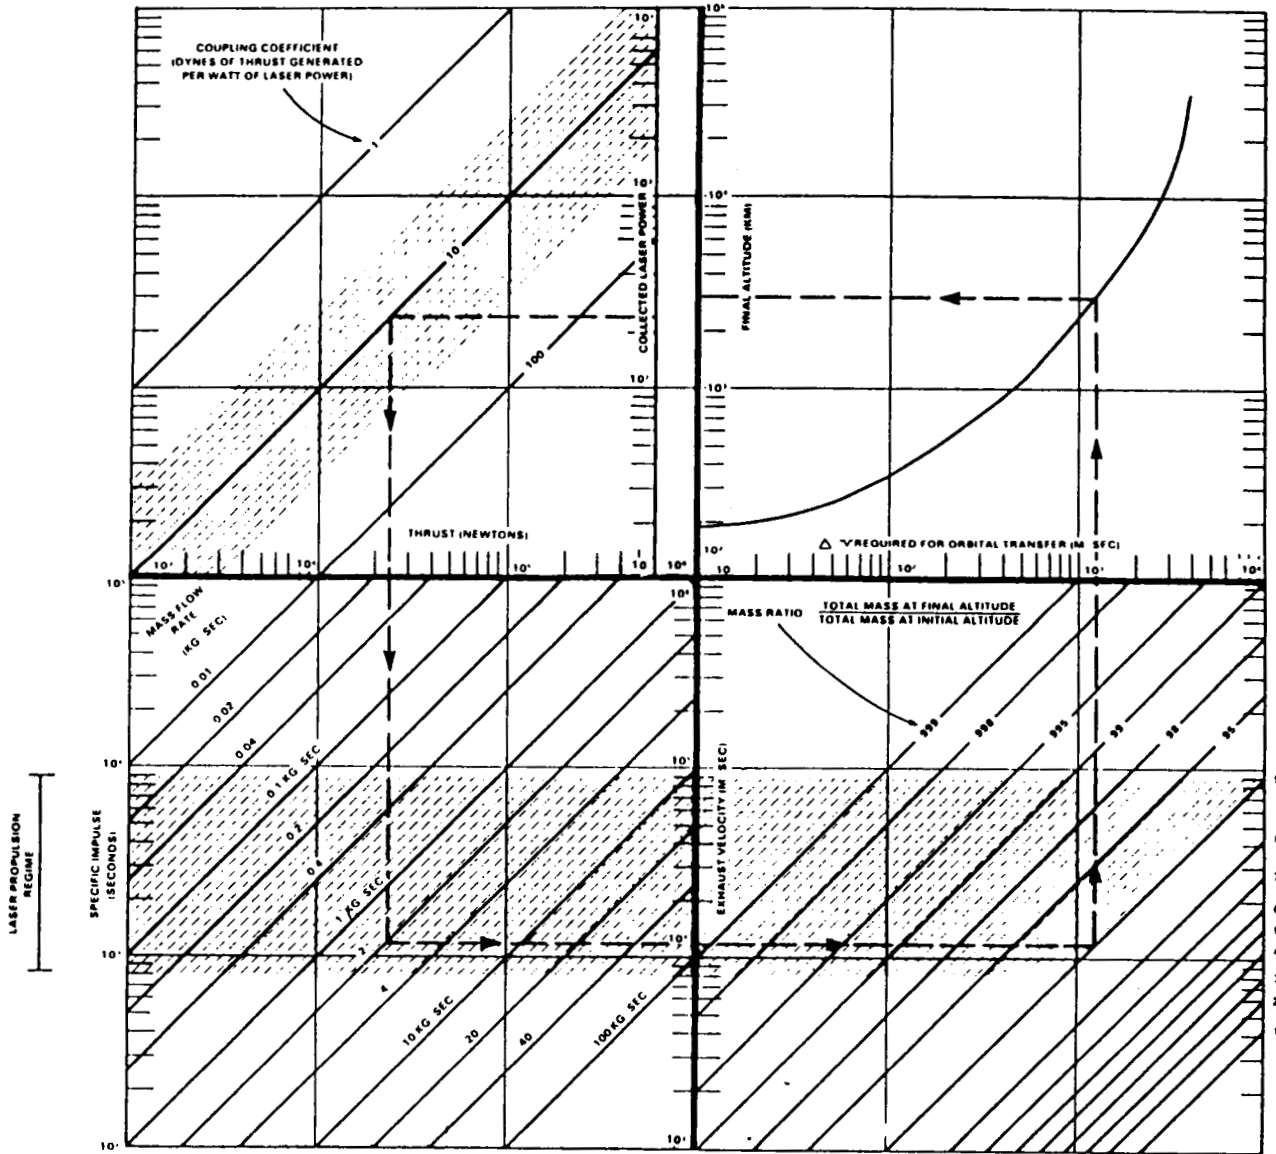 COUPLING COEFFICIENT
(DYNES OF THRUST GENERATED
PER WATT OF LASER POWER)
1
10
100
COLLECTED LASER POWER
THRUST (NEWTONS)
FINAL ALTITUDE (KM)
△ V REQUIRED FOR ORBITAL TRANSFER (M SEC)
MASS FLOW
RATE
(KG SEC)
0 01
0 02
0 04
0 1 KG SEC
0 2
0 4
1 KG SEC
2
4
10 KG SEC
20
40
100 KG SEC
LASER PROPULSION
REGIME
SPECIFIC IMPULSE
(SECONDS)
MASS RATIO
TOTAL MASS AT FINAL ALTITUDE
TOTAL MASS AT INITIAL ALTITUDE
999
998
995
99
98
95
EXHAUST VELOCITY (M SEC)